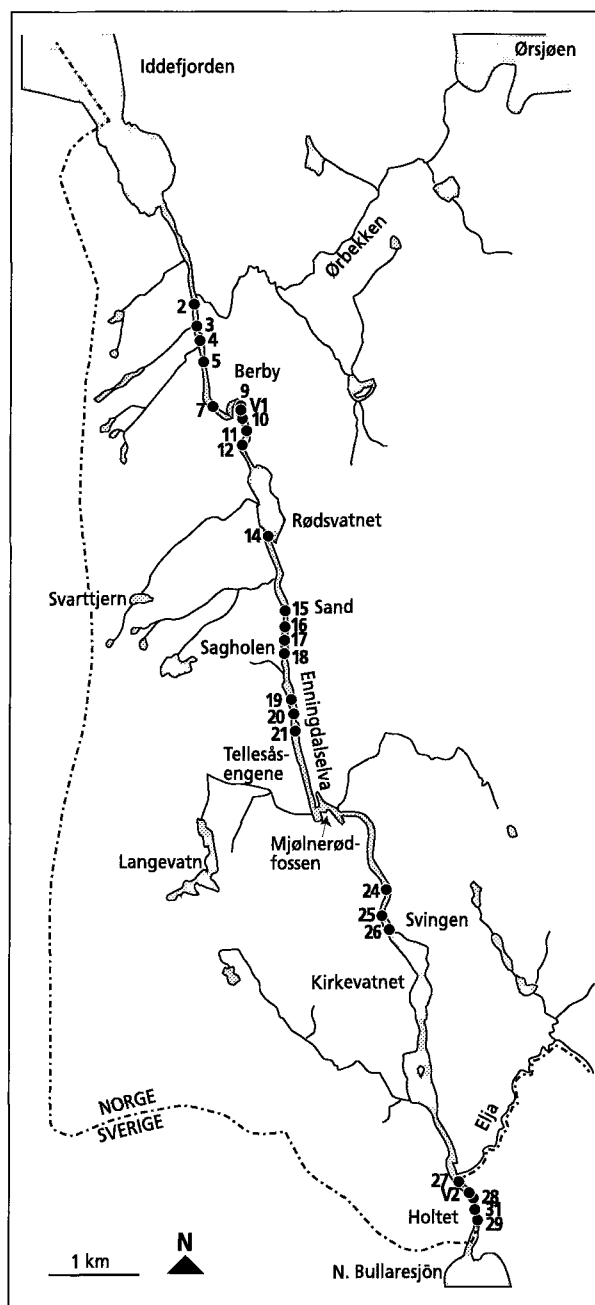 Iddefjorden
Ørsjøen
Ørbekken
2
3
4
5
Berby
9
7
V1
10
11
12
Rødsvatnet
14
Svarttjern
15
Sand
16
Sagholen
17
18
Enningdalselva
19
20
21
Tellesås-
engene
Mjølnerød-
fossen
Langevatn
24
25
Svingen
26
Kirkevatnet
Elja
NORGE
SVERIGE
27
V2
28
Holtet
31
29
1 km
N
N. Bullaresjön